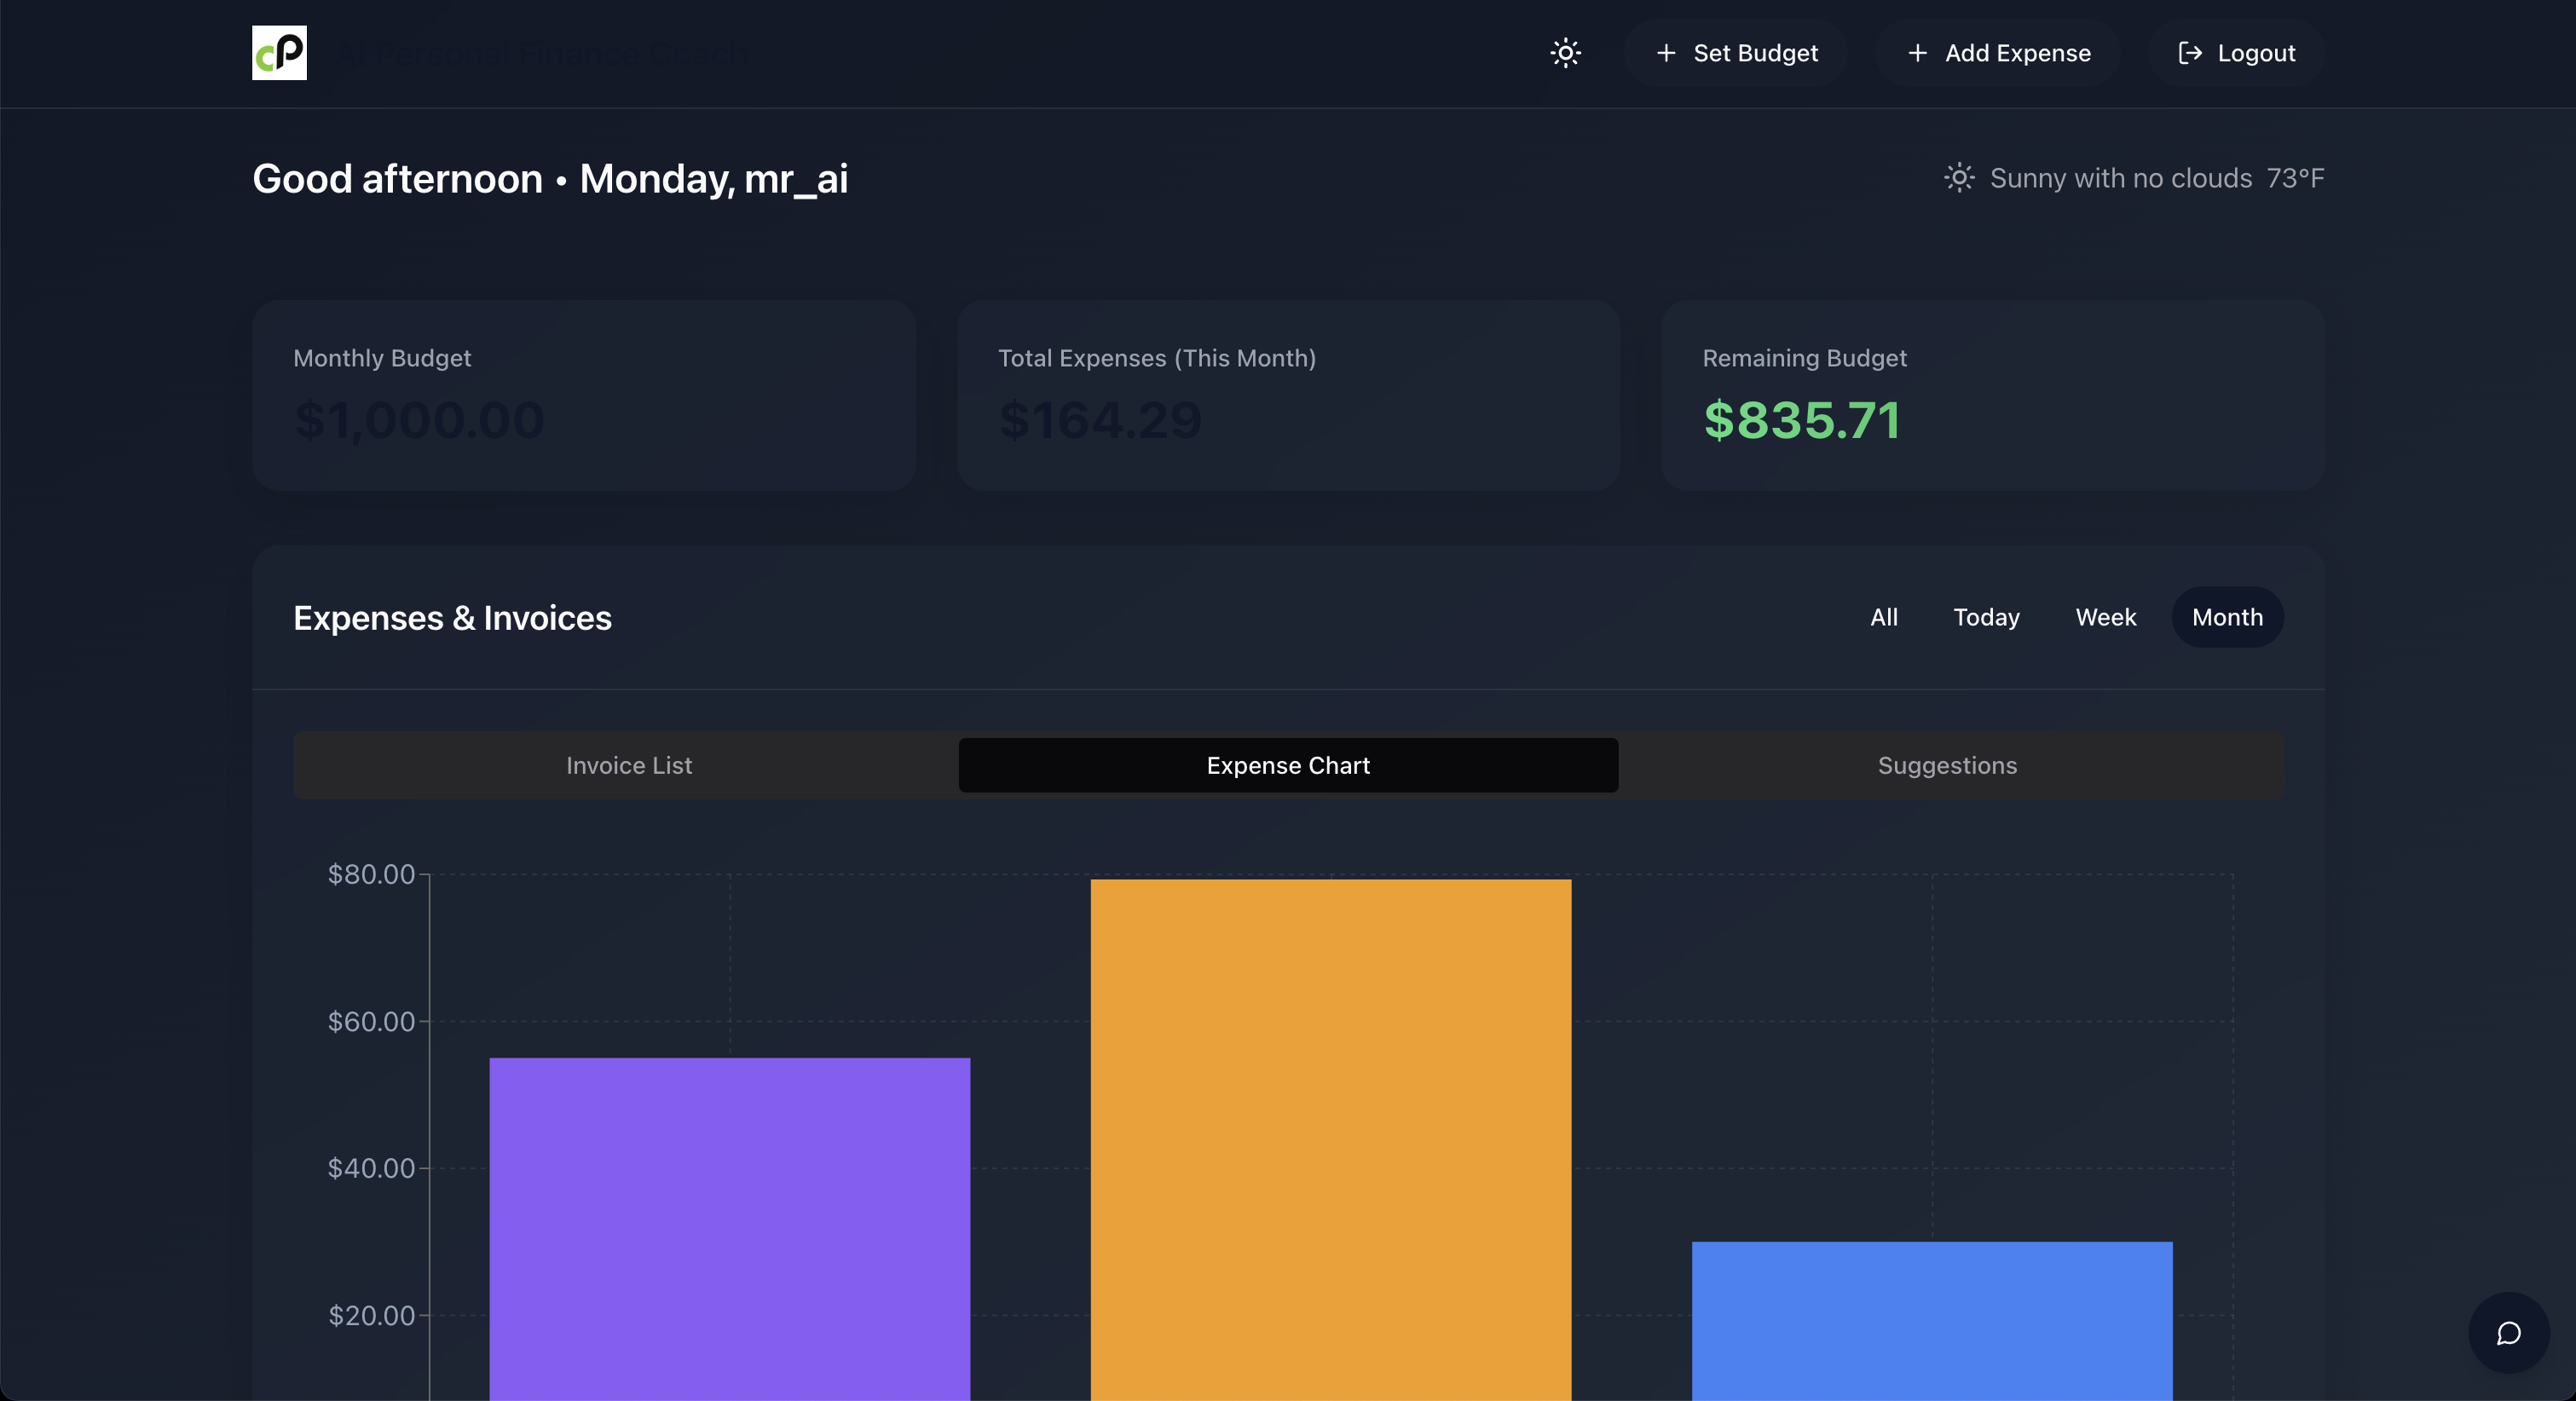 cP AI Personal Finance Coach
Set Budget
Add Expense
Logout
Good afternoon • Monday, mr_ai
Sunny with no clouds 73°F
Monthly Budget
$1,000.00
Total Expenses (This Month)
$164.29
Remaining Budget
$835.71
Expenses & Invoices
All
Today
Week
Month
Invoice List
Expense Chart
Suggestions
$80.00
$60.00
$40.00
$20.00